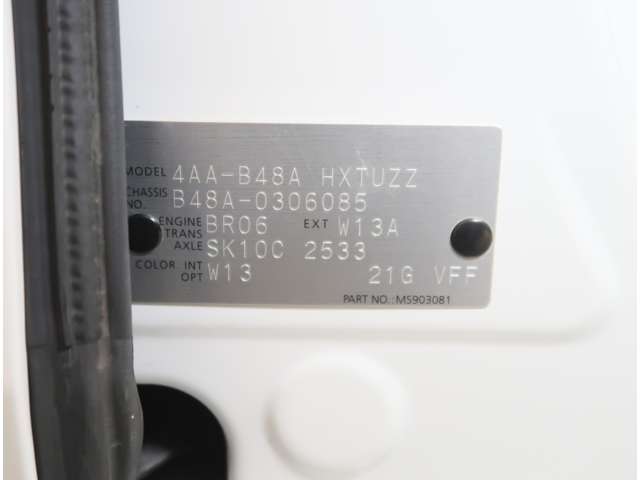 MODEL 4AA-B48A HXTUZZ
CHASSIS NO. B48A-0306085
ENGINE BR06 EXT W13A
TRANS AXLE SK10C 2533
COLOR INT OPT W13 21G VFF
PART NO.: M5903081